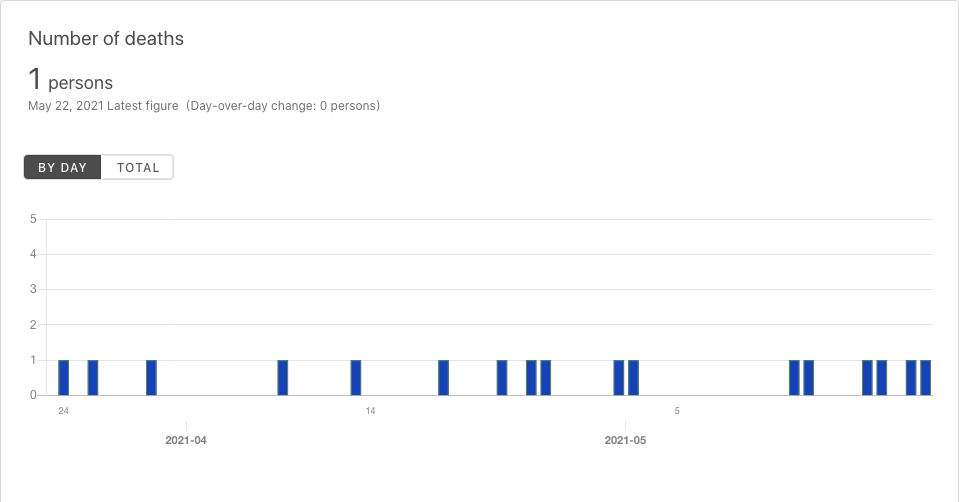 Number of deaths
1 persons
May 22, 2021 Latest figure (Day-over-day change: 0 persons)
BY DAY TOTAL
5
4
3
2
1
0
24 14 5
2021-04 2021-05